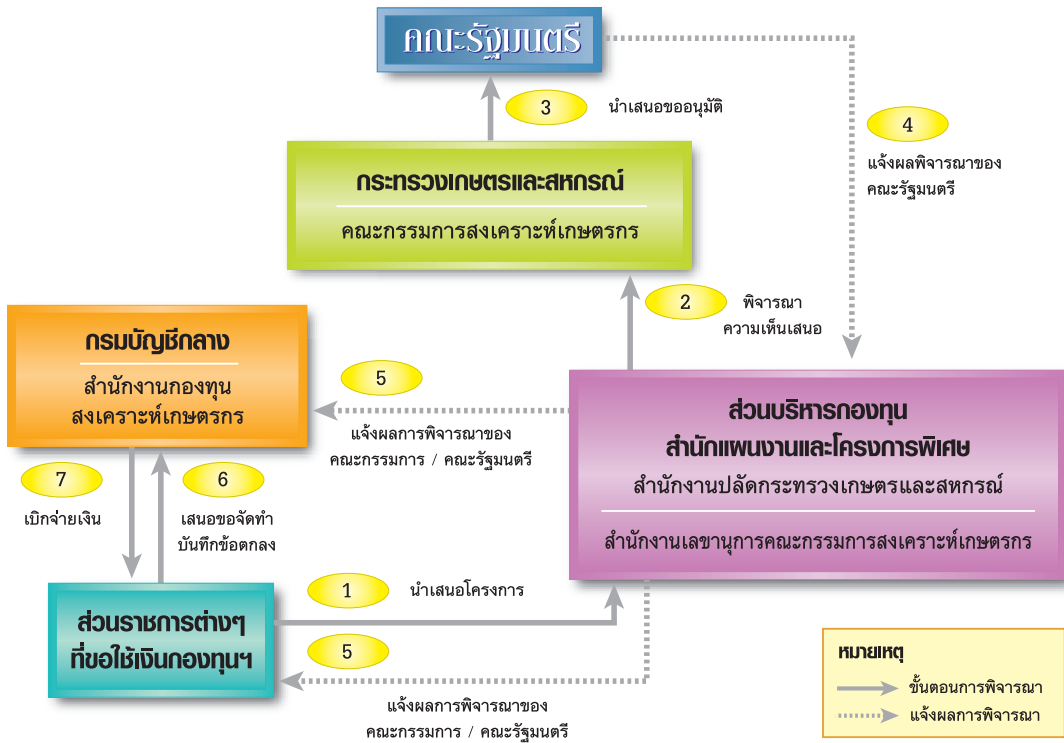 คณะรัฐมนตรี
3
นำเสนอขออนุมัติ
4
แจ้งผลพิจารณาของ
คณะรัฐมนตรี
กระทรวงเกษตรและสหกรณ์
คณะกรรมการสงเคราะห์เกษตรกร
2
พิจารณา
ความเห็นเสนอ
กรมบัญชีกลาง
สำนักงานกองทุน
สงเคราะห์เกษตรกร
5
แจ้งผลการพิจารณาของ
คณะกรรมการ / คณะรัฐมนตรี
ส่วนบริหารกองทุน
สำนักแผนงานและโครงการพิเศษ
สำนักงานปลัดกระทรวงเกษตรและสหกรณ์
สำนักงานเลขานุการคณะกรรมการสงเคราะห์เกษตรกร
7
เบิกจ่ายเงิน
6
เสนอขอจัดทำ
บันทึกข้อตกลง
1
นำเสนอโครงการ
ส่วนราชการต่างๆ
ที่ขอใช้เงินกองทุนฯ
5
แจ้งผลการพิจารณาของ
คณะกรรมการ / คณะรัฐมนตรี
หมายเหตุ
ขั้นตอนการพิจารณา
แจ้งผลการพิจารณา